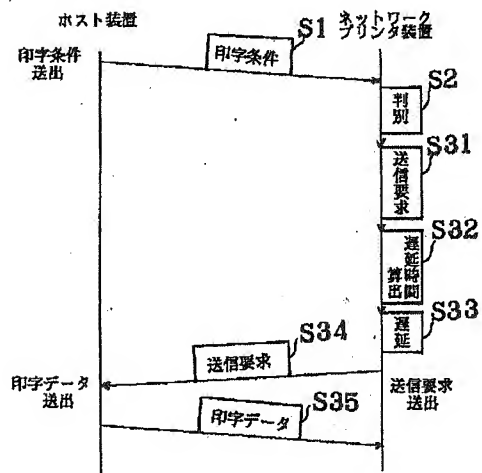 ホスト装置
ネットワーク
プリンタ装置
印字条件
送出
印字条件
S1
判別
S2
送信要求
S31
遅延時間
算出
S32
遅延
S33
送信要求
S34
印字データ
送出
送信要求
送出
印字データ
S35